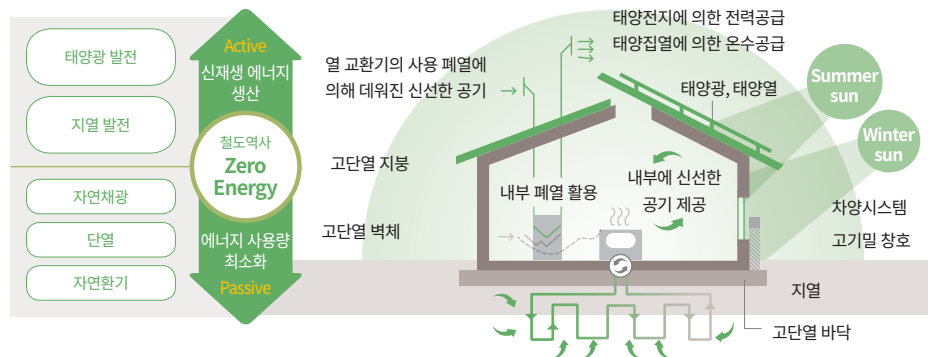 태양광 발전
지열 발전
자연채광
단열
자연환기
Active
신재생 에너지
생산
철도역사
Zero
Energy
에너지 사용량
최소화
Passive
태양전지에 의한 전력공급
태양집열에 의한 온수공급
열 교환기의 사용 폐열에
의해 데워진 신선한 공기
태양광, 태양열
Summer
sun
Winter
sun
고단열 지붕
내부 폐열 활용
내부에 신선한
공기 제공
고단열 벽체
차양시스템
고기밀 창호
지열
고단열 바닥